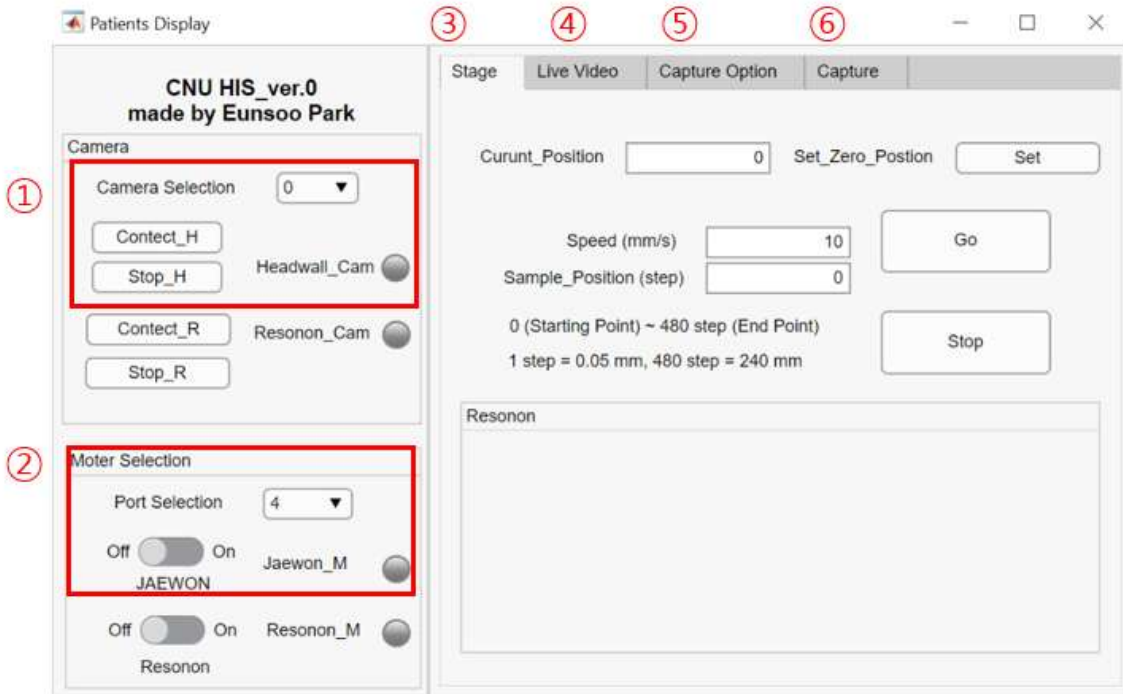 Patients Display
③ ④ ⑤ ⑥
CNU HIS_ver.0
made by Eunsoo Park
Camera
①
Camera Selection 0
Contect_H
Stop_H
Headwall_Cam
Contect_R
Resonon_Cam
Stop_R
②
Moter Selection
Port Selection 4
Off On
Jaewon_M
JAEWON
Off On
Resonon_M
Resonon
Stage Live Video Capture Option Capture
Curunt_Position 0 Set_Zero_Postion Set
Speed (mm/s) 10
Go
Sample_Position (step) 0
0 (Starting Point) ~ 480 step (End Point)
1 step = 0.05 mm, 480 step = 240 mm
Stop
Resonon